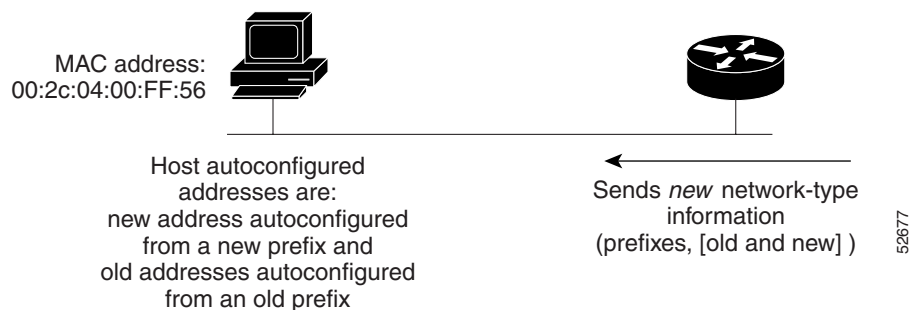 MAC address:
00:2c:04:00:FF:56
Host autoconfigured
addresses are:
new address autoconfigured
from a new prefix and
old addresses autoconfigured
from an old prefix
Sends new network-type
information
(prefixes, [old and new] )
52677